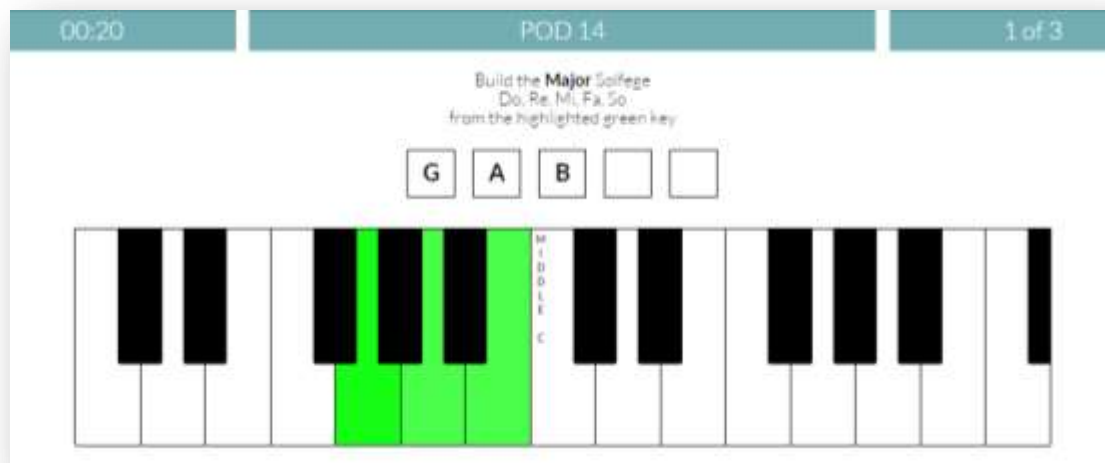 00:20
POD 14
1 of 3
Build the Major Solfege
Do, Re, Mi, Fa, So
from the highlighted green key
G A B
MIDDLE C